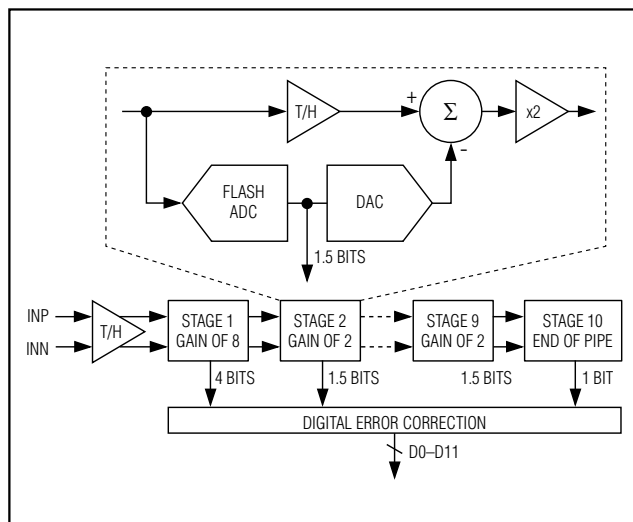 T/H
+
Σ
x2
-
FLASH
ADC
DAC
1.5 BITS
INP
INN
T/H
STAGE 1
GAIN OF 8
STAGE 2
GAIN OF 2
STAGE 9
GAIN OF 2
STAGE 10
END OF PIPE
4 BITS
1.5 BITS
1.5 BITS
1 BIT
DIGITAL ERROR CORRECTION
D0–D11